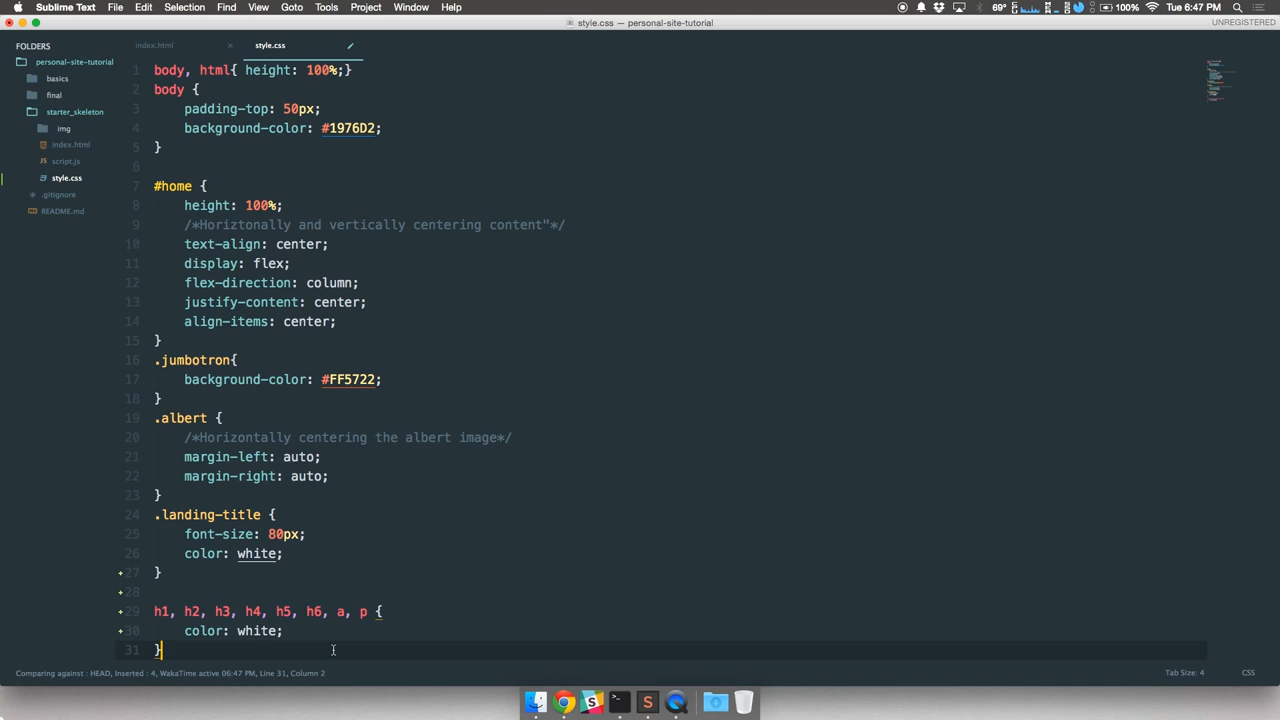 Sublime Text File Edit Selection Find View Goto Tools Project Window Help 69° 100% Tue 6:47 PM
style.css — personal-site-tutorial UNREGISTERED
FOLDERS
personal-site-tutorial
basics
final
starter_skeleton
img
index.html
script.js
style.css
.gitignore
README.md
index.html × style.css
1 body, html{ height: 100%;}
2 body {
3 padding-top: 50px;
4 background-color: #1976D2;
5 }
6
7 #home {
8 height: 100%;
9 /*Horiztonally and vertically centering content"*/
10 text-align: center;
11 display: flex;
12 flex-direction: column;
13 justify-content: center;
14 align-items: center;
15 }
16 .jumbotron{
17 background-color: #FF5722;
18 }
19 .albert {
20 /*Horizontally centering the albert image*/
21 margin-left: auto;
22 margin-right: auto;
23 }
24 .landing-title {
25 font-size: 80px;
26 color: white;
27 }
28
29 h1, h2, h3, h4, h5, h6, a, p {
30 color: white;
31 }
Comparing against : HEAD, Inserted : 4, WakaTime active 06:47 PM, Line 31, Column 2 Tab Size: 4 CSS